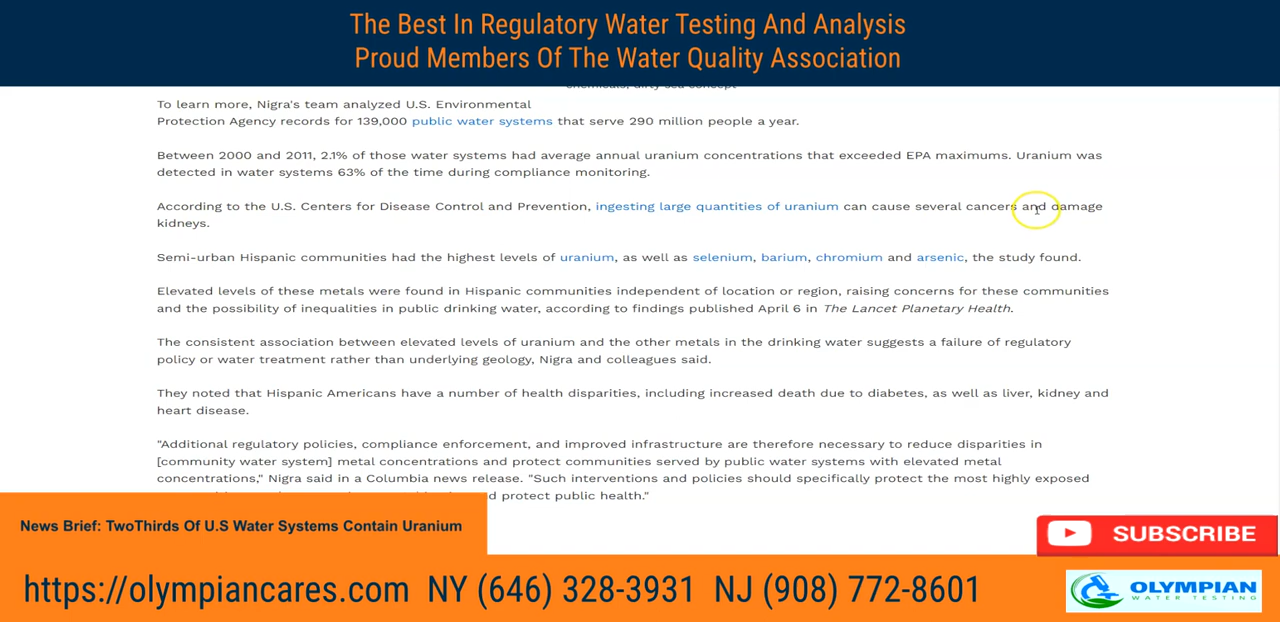 The Best In Regulatory Water Testing And Analysis
Proud Members Of The Water Quality Association
To learn more, Nigra's team analyzed U.S. Environmental
Protection Agency records for 139,000 public water systems that serve 290 million people a year.
Between 2000 and 2011, 2.1% of those water systems had average annual uranium concentrations that exceeded EPA maximums. Uranium was
detected in water systems 63% of the time during compliance monitoring.
According to the U.S. Centers for Disease Control and Prevention, ingesting large quantities of uranium can cause several cancers and damage
kidneys.
Semi-urban Hispanic communities had the highest levels of uranium, as well as selenium, barium, chromium and arsenic, the study found.
Elevated levels of these metals were found in Hispanic communities independent of location or region, raising concerns for these communities
and the possibility of inequalities in public drinking water, according to findings published April 6 in The Lancet Planetary Health.
The consistent association between elevated levels of uranium and the other metals in the drinking water suggests a failure of regulatory
policy or water treatment rather than underlying geology, Nigra and colleagues said.
They noted that Hispanic Americans have a number of health disparities, including increased death due to diabetes, as well as liver, kidney and
heart disease.
"Additional regulatory policies, compliance enforcement, and improved infrastructure are therefore necessary to reduce disparities in
[community water system] metal concentrations and protect communities served by public water systems with elevated metal
concentrations," Nigra said in a Columbia news release. "Such interventions and policies should specifically protect the most highly exposed
protect public health."
News Brief: TwoThirds Of U.S Water Systems Contain Uranium
SUBSCRIBE
https://olympiancares.com NY (646) 328-3931 NJ (908) 772-8601
OLYMPIAN
WATER TESTING